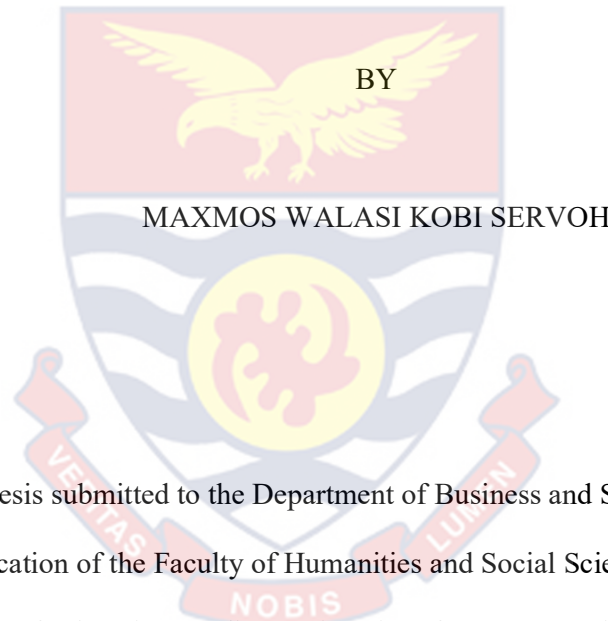 BY
MAXMOS WALASI KOBI SERVOH
esis submitted to the Department of Business and S
cation of the Faculty of Humanities and Social Scie
VERITAS
NOBIS
LUMEN